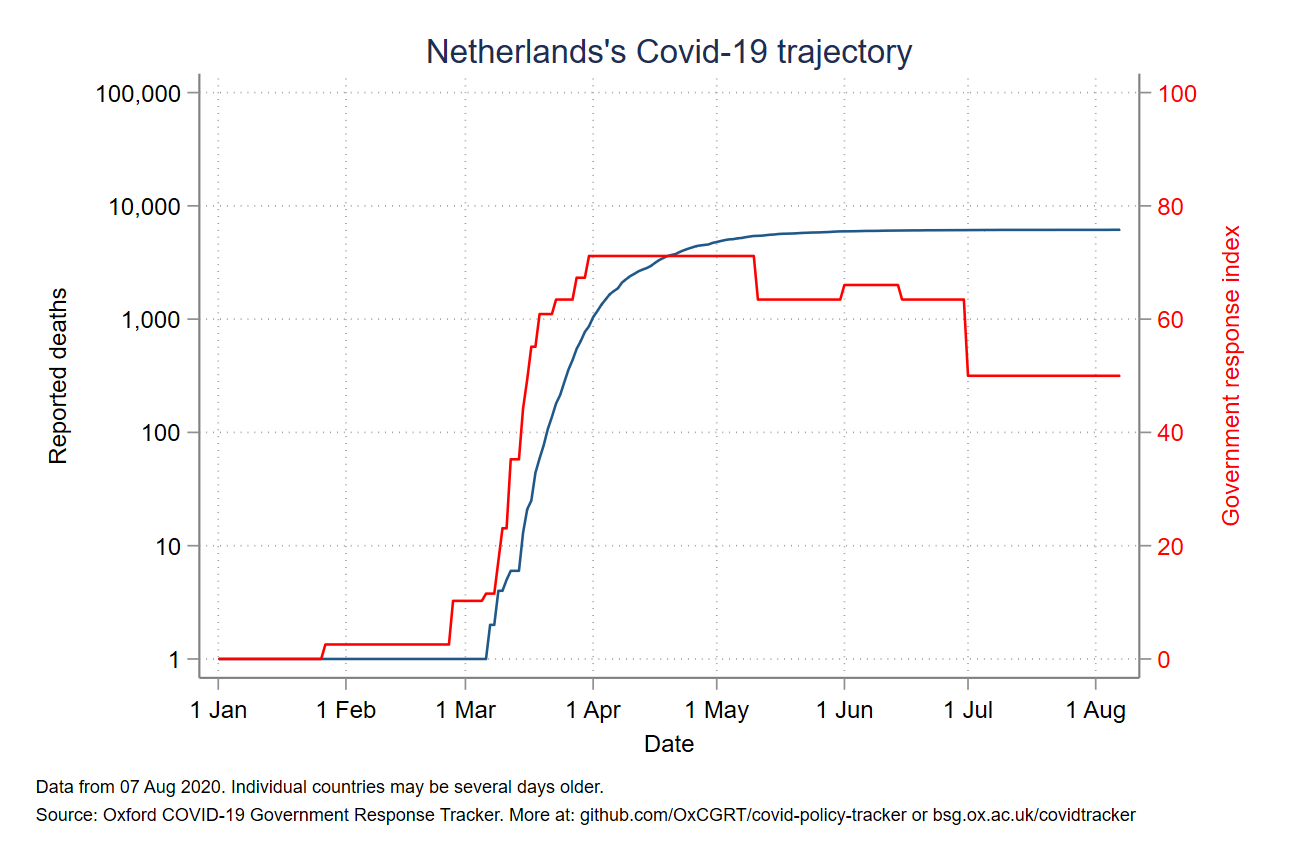 Netherlands's Covid-19 trajectory
100,000
10,000
1,000
100
10
1
Reported deaths
100
80
60
40
20
0
Government response index
1 Jan
1 Feb
1 Mar
1 Apr
1 May
1 Jun
1 Jul
1 Aug
Date
Data from 07 Aug 2020. Individual countries may be several days older.
Source: Oxford COVID-19 Government Response Tracker. More at: github.com/OxCGRT/covid-policy-tracker or bsg.ox.ac.uk/covidtracker